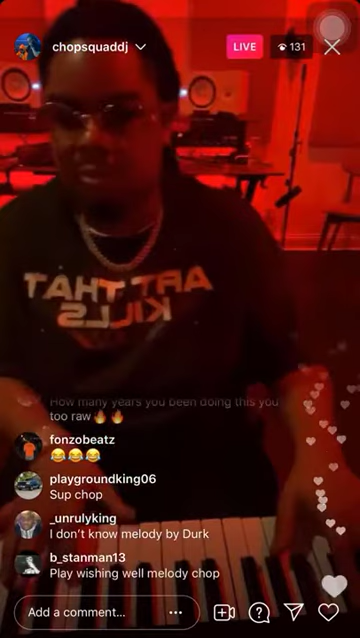 chopsquaddj
LIVE
131
ART THAT
KILLS
How many years you been doing this you
too raw🔥🔥
fonzobeatz
😂😂😂
playgroundking06
Sup chop
_unrulyking
I don't know melody by Durk
b_stanman13
Play wishing well melody chop
Add a comment...